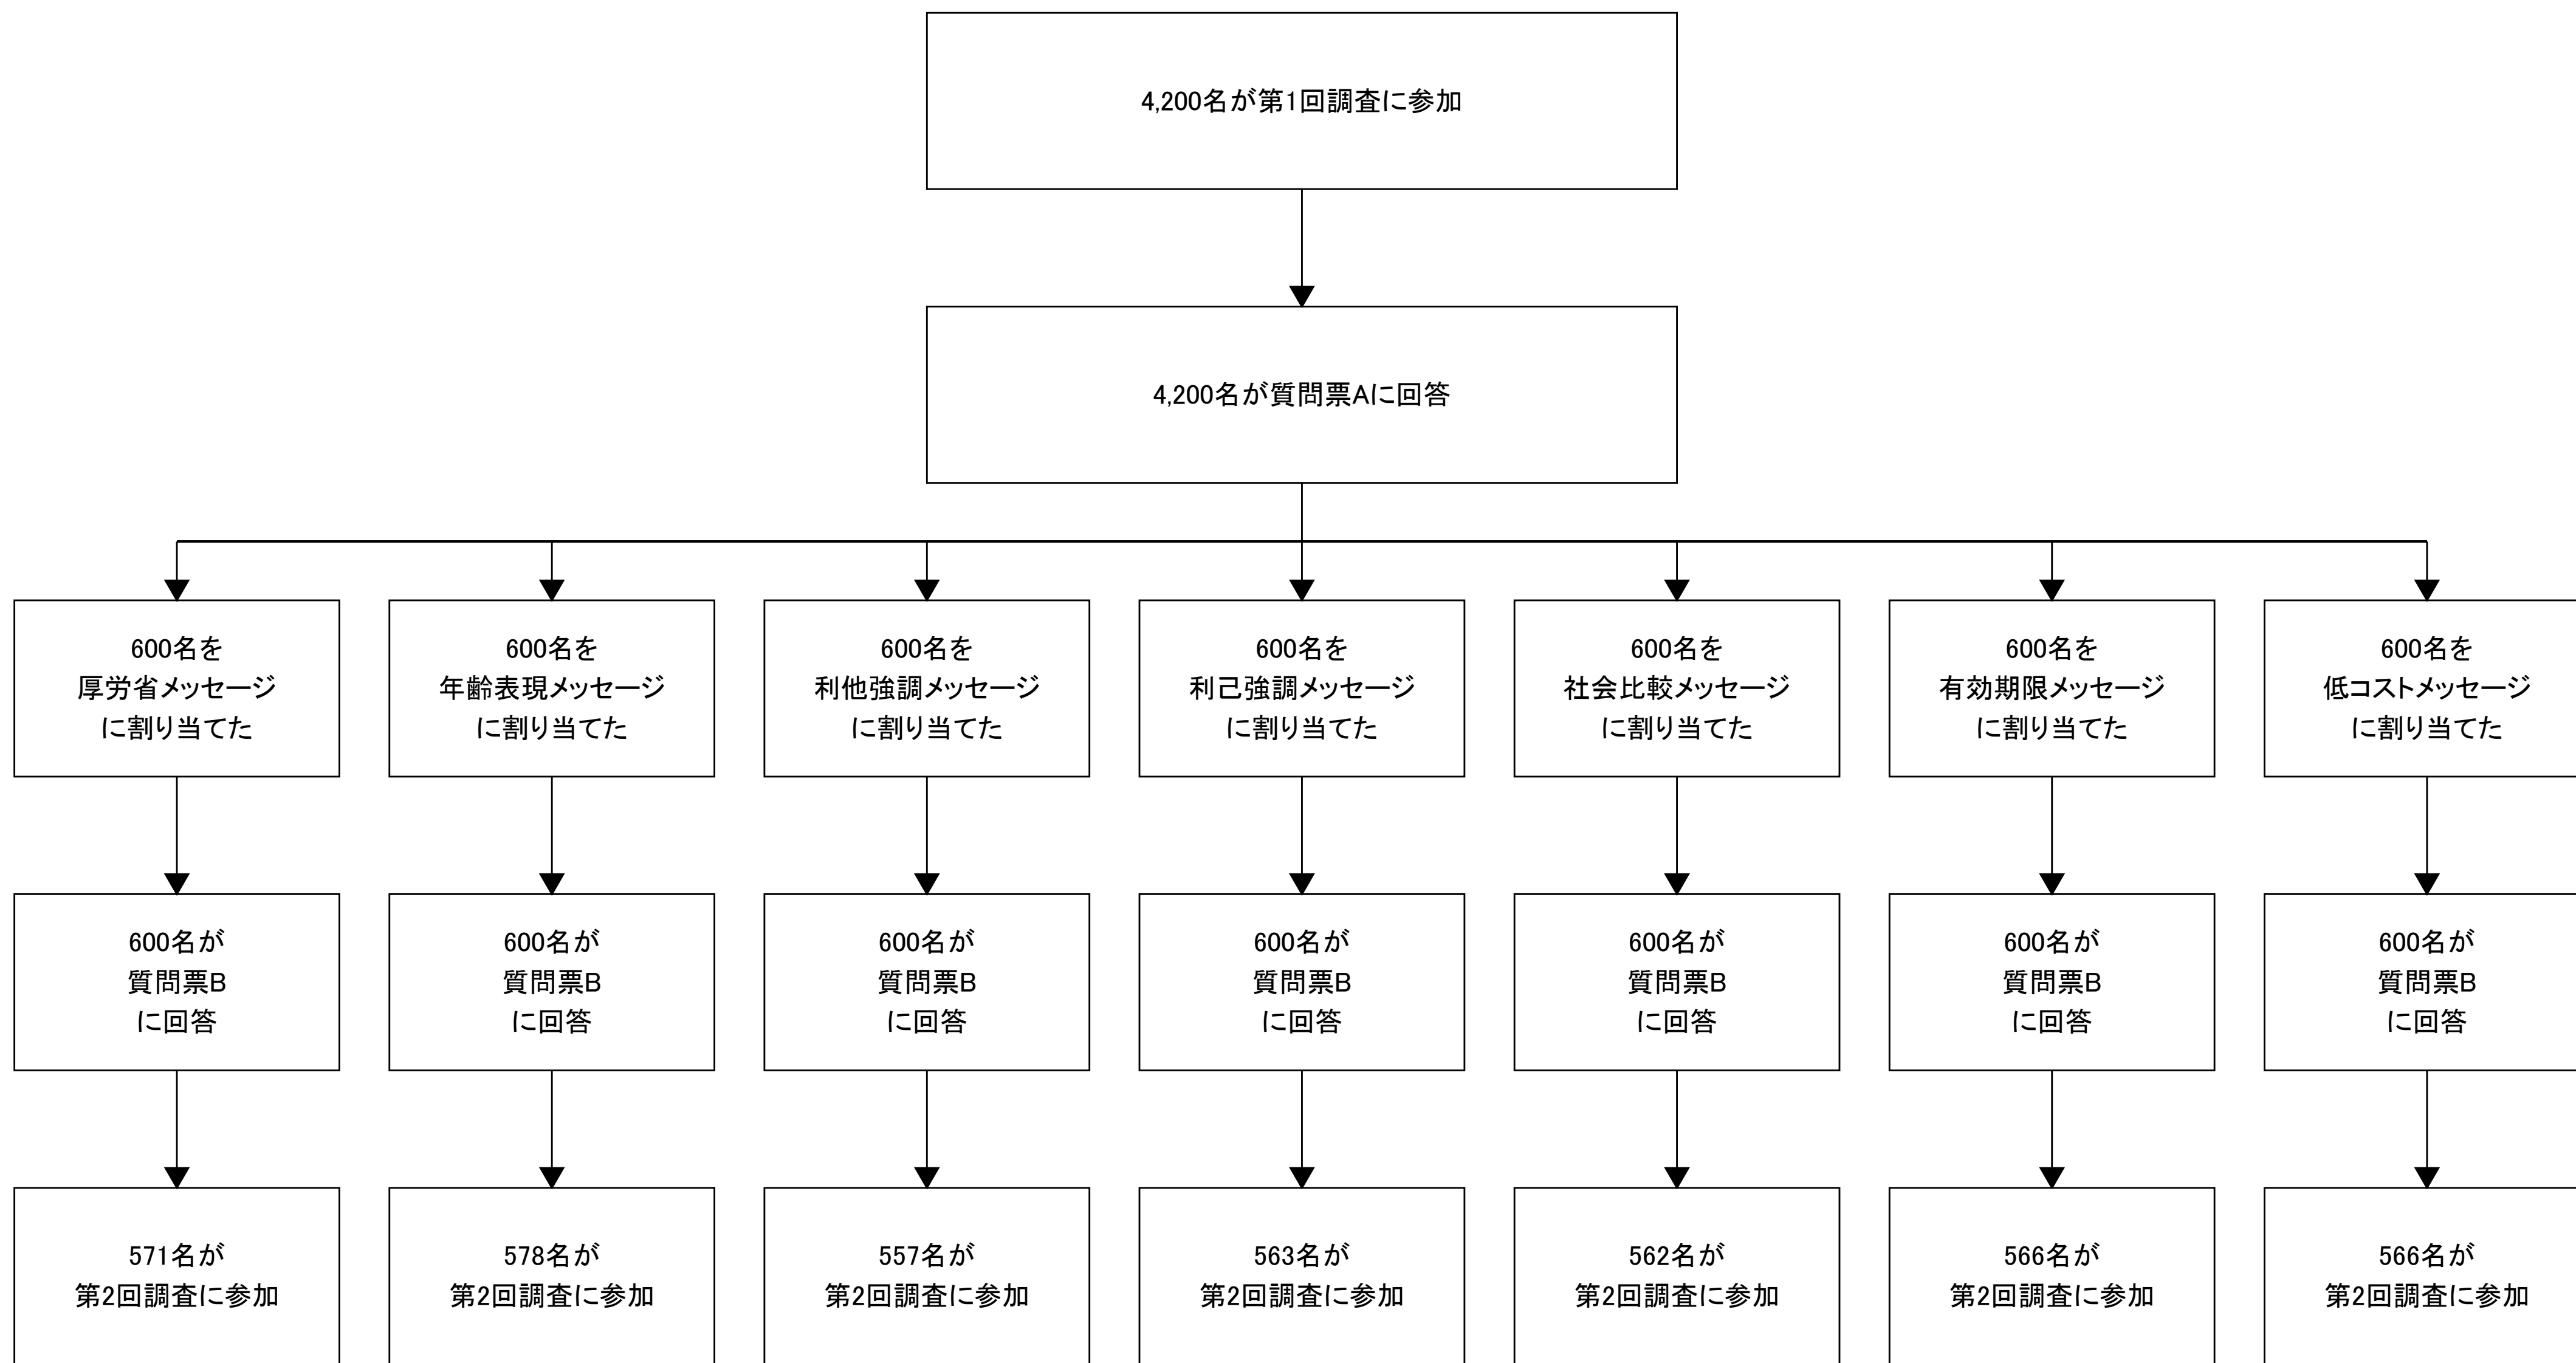 4,200名が第1回調査に参加
4,200名が質問票Aに回答
600名を
厚労省メッセージ
に割り当てた
600名を
年齢表現メッセージ
に割り当てた
600名を
利他強調メッセージ
に割り当てた
600名を
利己強調メッセージ
に割り当てた
600名を
社会比較メッセージ
に割り当てた
600名を
有効期限メッセージ
に割り当てた
600名を
低コストメッセージ
に割り当てた
600名が
質問票B
に回答
600名が
質問票B
に回答
600名が
質問票B
に回答
600名が
質問票B
に回答
600名が
質問票B
に回答
600名が
質問票B
に回答
600名が
質問票B
に回答
571名が
第2回調査に参加
578名が
第2回調査に参加
557名が
第2回調査に参加
563名が
第2回調査に参加
562名が
第2回調査に参加
566名が
第2回調査に参加
566名が
第2回調査に参加